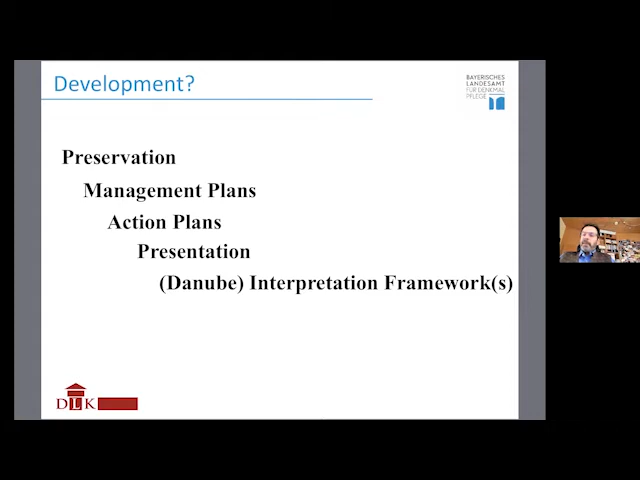 Development?
BAYERISCHES
LANDESAMT
FÜR DENKMAL
PFLEGE
Preservation
Management Plans
Action Plans
Presentation
(Danube) Interpretation Framework(s)
DLK